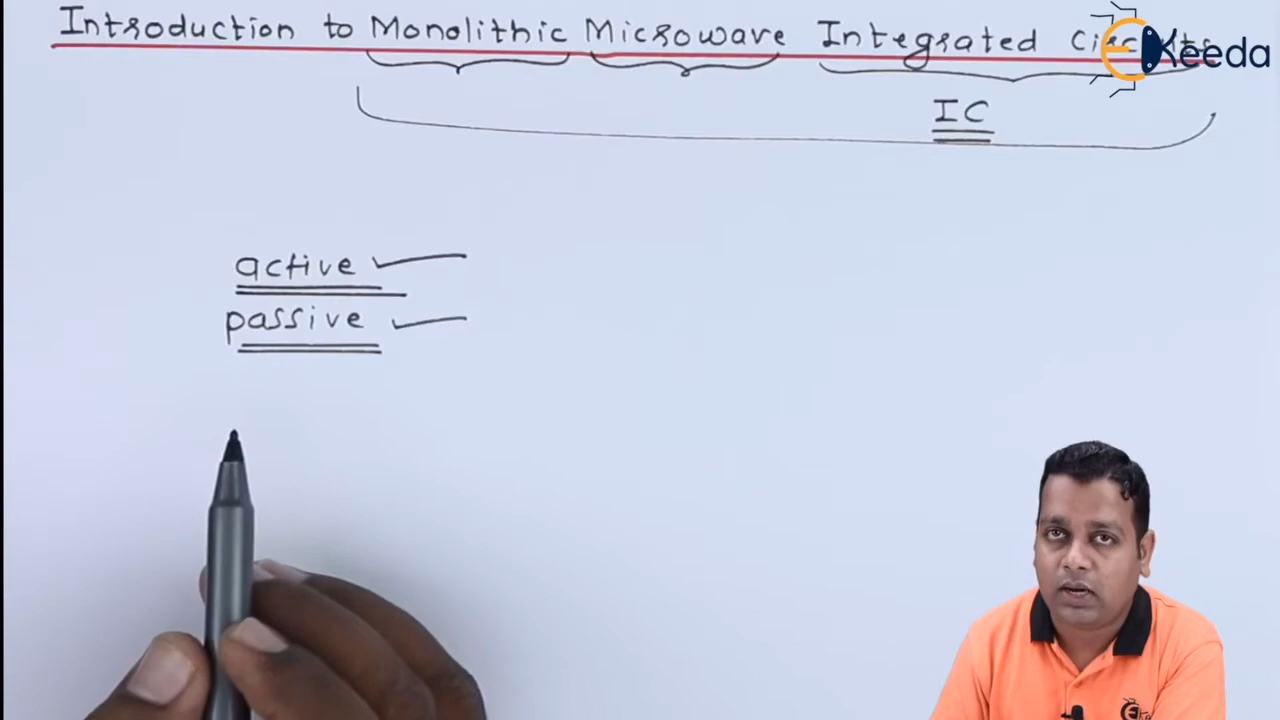 Introduction to Monolithic Microwave Integrated
Keeda
IC
active
passive